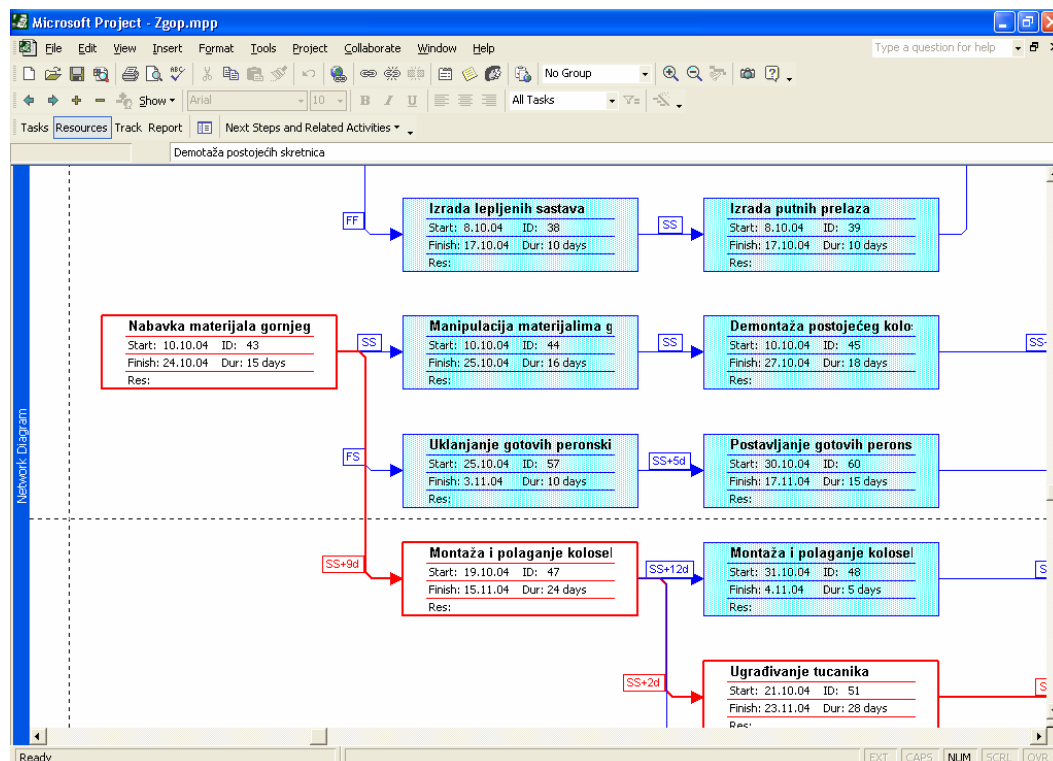 Microsoft Project - Zgop.mpp
File Edit View Insert Format Tools Project Collaborate Window Help Type a question for help
No Group
Show Arial 10 B I U All Tasks
Tasks Resources Track Report Next Steps and Related Activities
Demotaža postojećih skretnica
Network Diagram
FF
Izrada lepljenih sastava
Start: 8.10.04 ID: 38
Finish: 17.10.04 Dur: 10 days
Res:
SS
Izrada putnih prelaza
Start: 8.10.04 ID: 39
Finish: 17.10.04 Dur: 10 days
Res:
Nabavka materijala gornjeg
Start: 10.10.04 ID: 43
Finish: 24.10.04 Dur: 15 days
Res:
SS
Manipulacija materijalima g
Start: 10.10.04 ID: 44
Finish: 25.10.04 Dur: 16 days
Res:
SS
Demontaža postojećeg kolo
Start: 10.10.04 ID: 45
Finish: 27.10.04 Dur: 18 days
Res:
SS-
FS
Uklanjanje gotovih peronski
Start: 25.10.04 ID: 57
Finish: 3.11.04 Dur: 10 days
Res:
SS+5d
Postavljanje gotovih perons
Start: 30.10.04 ID: 60
Finish: 17.11.04 Dur: 15 days
Res:
SS+9d
Montaža i polaganje kolosel
Start: 19.10.04 ID: 47
Finish: 15.11.04 Dur: 24 days
Res:
SS+12d
Montaža i polaganje kolosel
Start: 31.10.04 ID: 48
Finish: 4.11.04 Dur: 5 days
Res:
S
SS+2d
Ugrađivanje tucanika
Start: 21.10.04 ID: 51
Finish: 23.11.04 Dur: 28 days
Res:
S
Ready EXT CAPS NUM SCRL OVR